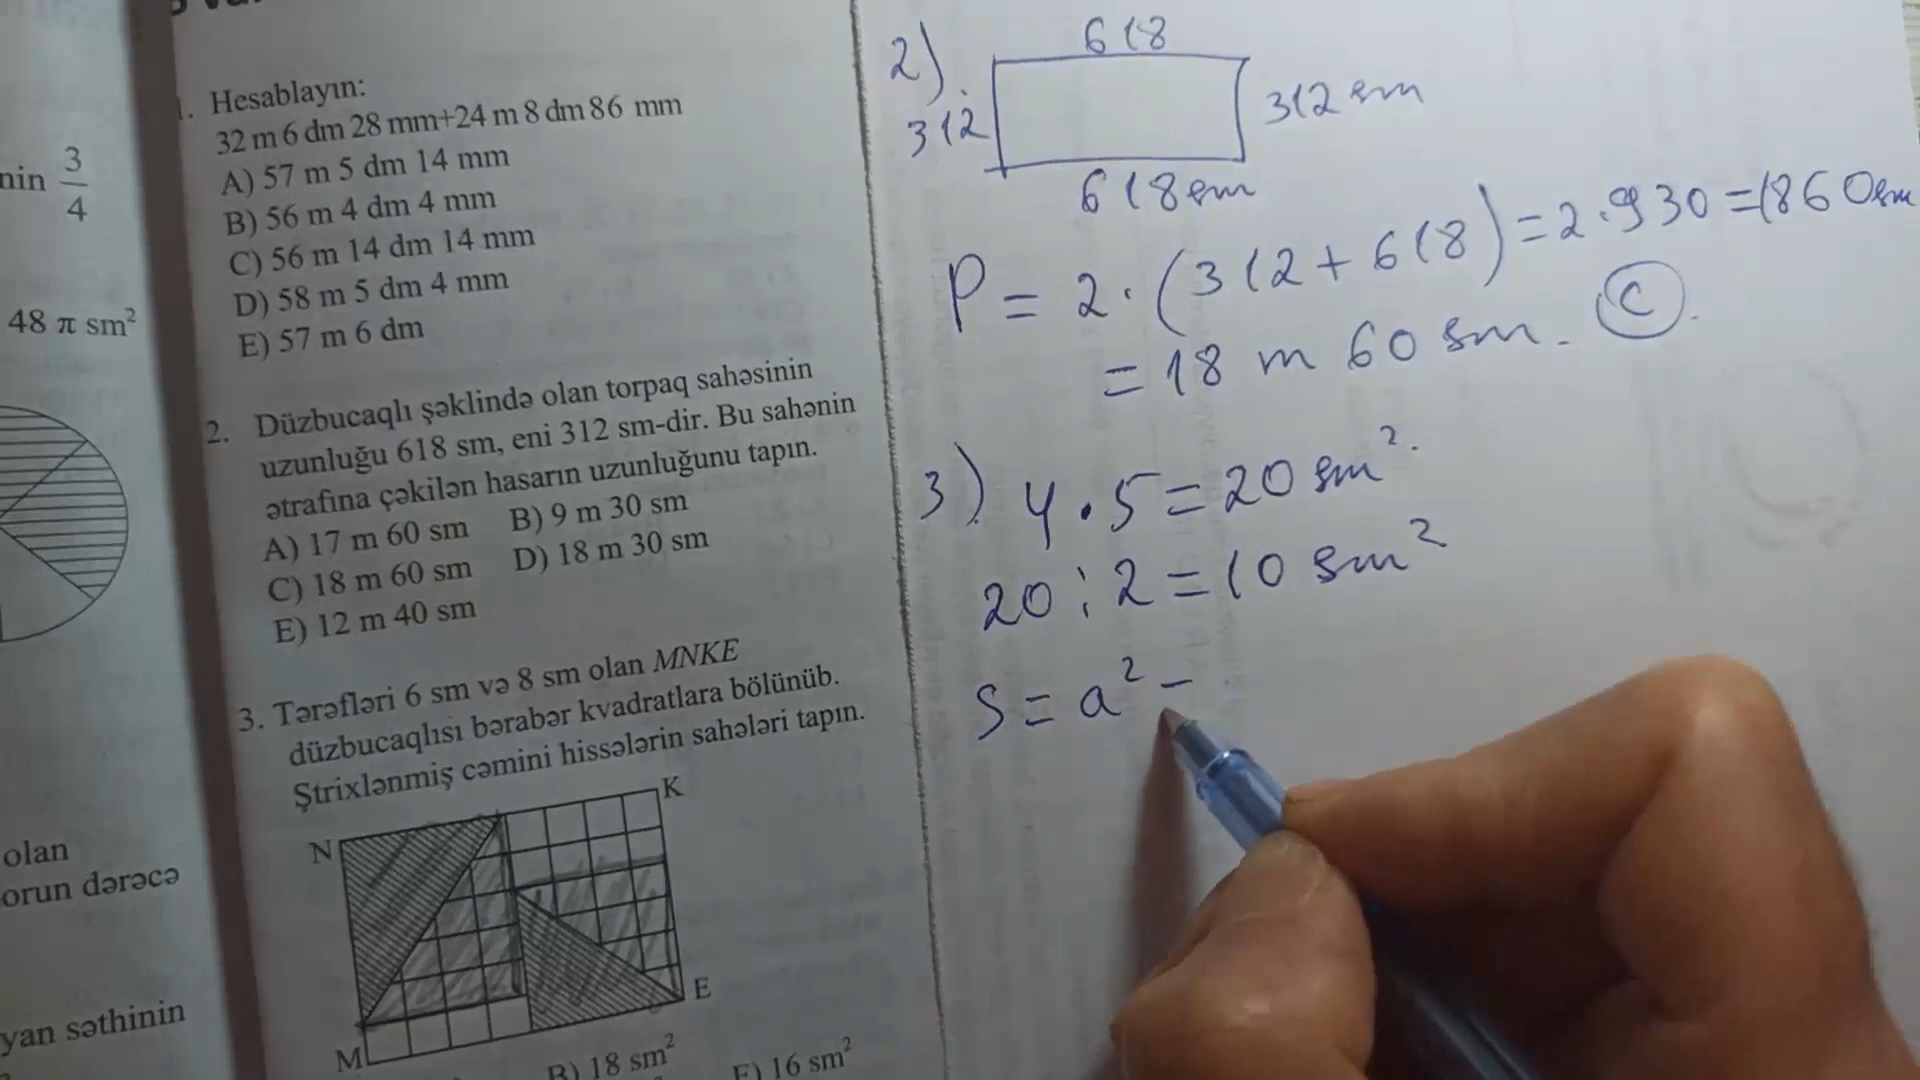 nin 3/4
48 π sm²
olan
orun dərəcə
yan səthinin
1. Hesablayın:
32 m 6 dm 28 mm+24 m 8 dm 86 mm
A) 57 m 5 dm 14 mm
B) 56 m 4 dm 4 mm
C) 56 m 14 dm 14 mm
D) 58 m 5 dm 4 mm
E) 57 m 6 dm
2. Düzbucaqlı şəklində olan torpaq sahəsinin
uzunluğu 618 sm, eni 312 sm-dir. Bu sahənin
ətrafına çəkilən hasarın uzunluğunu tapın.
A) 17 m 60 sm B) 9 m 30 sm
C) 18 m 60 sm D) 18 m 30 sm
E) 12 m 40 sm
3. Tərəfləri 6 sm və 8 sm olan MNKE
düzbucaqlısı bərabər kvadratlara bölünüb.
Ştrixlənmiş cəmini hissələrin sahələri tapın.
N K
M E
B) 18 sm² E) 16 sm²
2) 618
312 312 sm
618 sm
P = 2 · (312 + 618) = 2 · 930 = 1860 sm
= 18 m 60 sm. C
3) 4 · 5 = 20 sm².
20 : 2 = 10 sm²
S = a² -